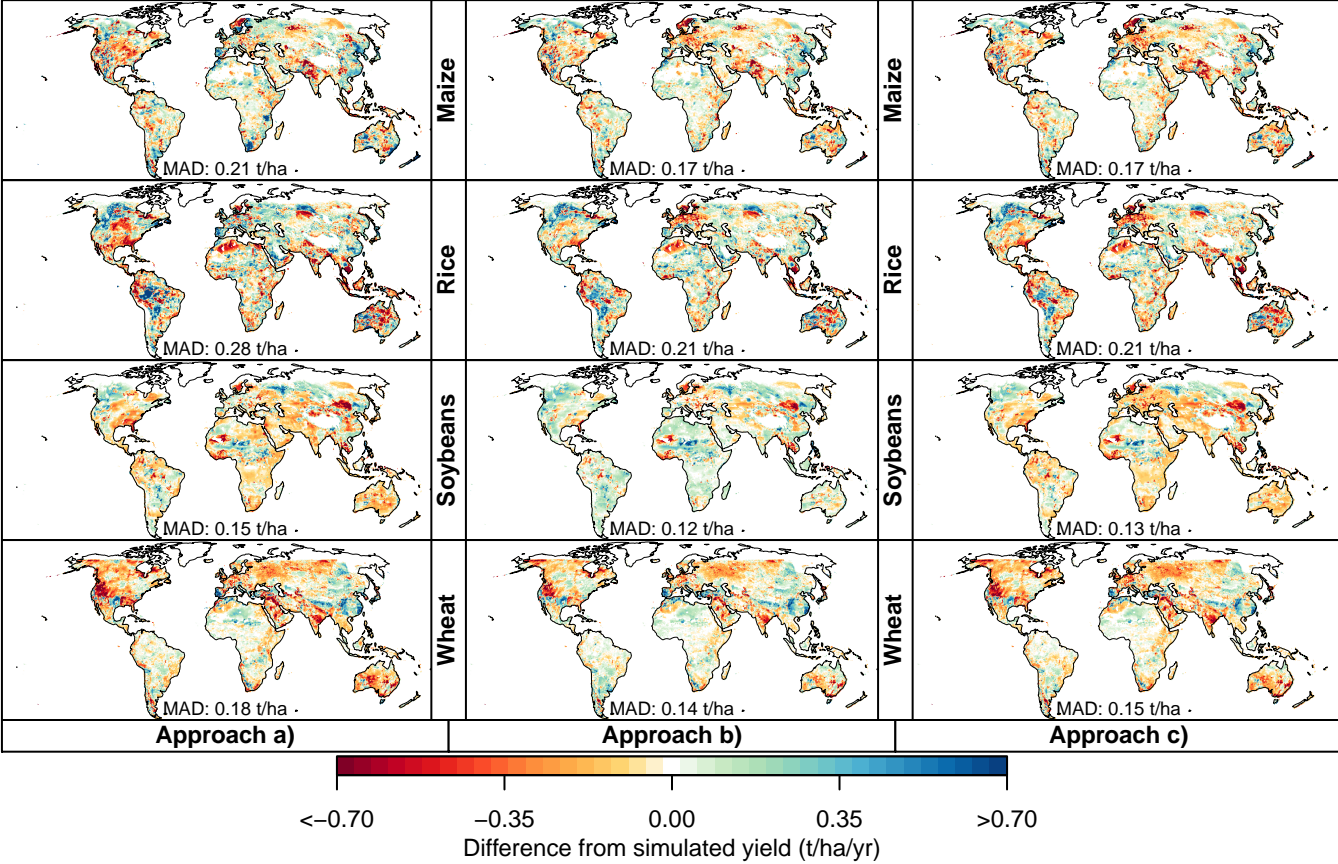 Maize
Maize
MAD: 0.21 t/ha
MAD: 0.17 t/ha
MAD: 0.17 t/ha
Rice
Rice
MAD: 0.28 t/ha
MAD: 0.21 t/ha
MAD: 0.21 t/ha
Soybeans
Soybeans
MAD: 0.15 t/ha
MAD: 0.12 t/ha
MAD: 0.13 t/ha
Wheat
Wheat
MAD: 0.18 t/ha
MAD: 0.14 t/ha
MAD: 0.15 t/ha
Approach a)
Approach b)
Approach c)
<−0.70 −0.35 0.00 0.35 >0.70
Difference from simulated yield (t/ha/yr)